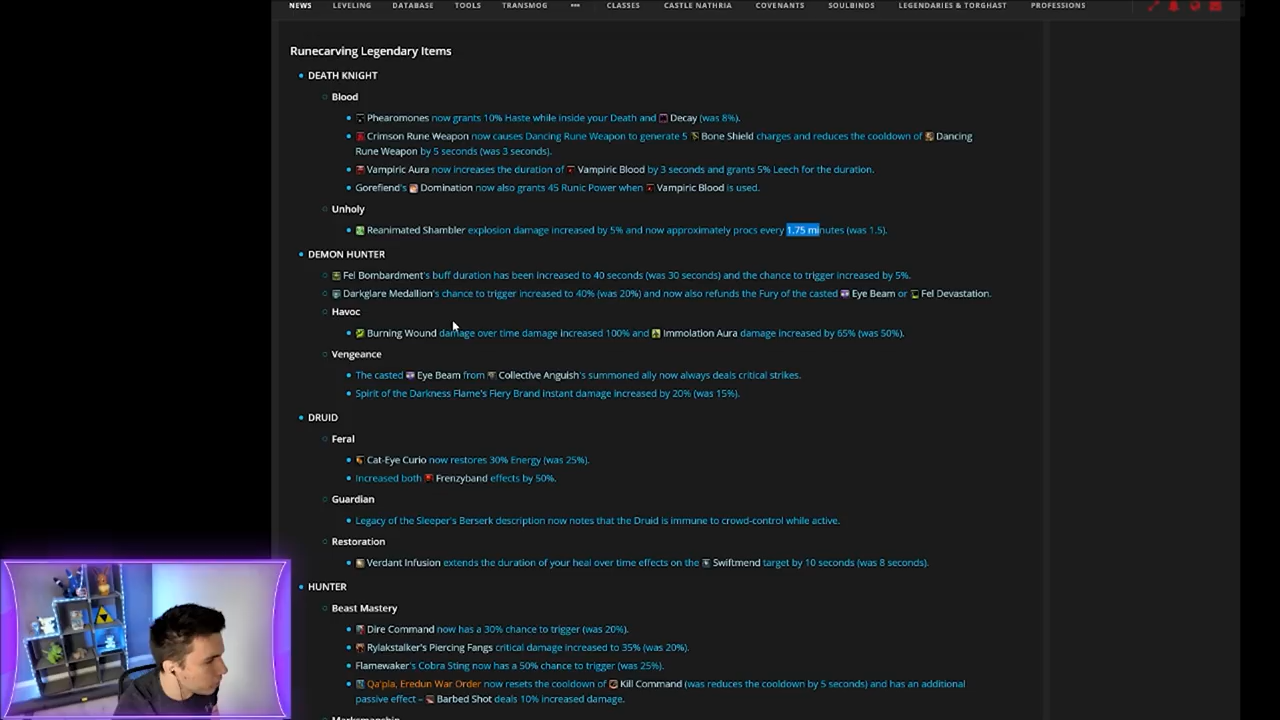 NEWS LEVELING DATABASE TOOLS TRANSMOG ••• CLASSES CASTLE NATHRIA COVENANTS SOULBINDS LEGENDARIES & TORGHAST PROFESSIONS
Runecarving Legendary Items
DEATH KNIGHT
Blood
Phearomones now grants 10% Haste while inside your Death and Decay (was 8%).
Crimson Rune Weapon now causes Dancing Rune Weapon to generate 5 Bone Shield charges and reduces the cooldown of Dancing
Rune Weapon by 5 seconds (was 3 seconds).
Vampiric Aura now increases the duration of Vampiric Blood by 3 seconds and grants 5% Leech for the duration.
Gorefiend's Domination now also grants 45 Runic Power when Vampiric Blood is used.
Unholy
Reanimated Shambler explosion damage increased by 5% and now approximately procs every 1.75 minutes (was 1.5).
DEMON HUNTER
Fel Bombardment's buff duration has been increased to 40 seconds (was 30 seconds) and the chance to trigger increased by 5%.
Darkglare Medallion's chance to trigger increased to 40% (was 20%) and now also refunds the Fury of the casted Eye Beam or Fel Devastation.
Havoc
Burning Wound damage over time damage increased 100% and Immolation Aura damage increased by 65% (was 50%).
Vengeance
The casted Eye Beam from Collective Anguish's summoned ally now always deals critical strikes.
Spirit of the Darkness Flame's Fiery Brand instant damage increased by 20% (was 15%).
DRUID
Feral
Cat-Eye Curio now restores 30% Energy (was 25%).
Increased both Frenzyband effects by 50%.
Guardian
Legacy of the Sleeper's Berserk description now notes that the Druid is immune to crowd-control while active.
Restoration
Verdant Infusion extends the duration of your heal over time effects on the Swiftmend target by 10 seconds (was 8 seconds).
HUNTER
Beast Mastery
Dire Command now has a 30% chance to trigger (was 20%).
Rylakstalker's Piercing Fangs critical damage increased to 35% (was 20%).
Flamewaker's Cobra Sting now has a 50% chance to trigger (was 25%).
Qa'pla, Eredun War Order now resets the cooldown of Kill Command (was reduces the cooldown by 5 seconds) and has an additional
passive effect – Barbed Shot deals 10% increased damage.
Marksmanship